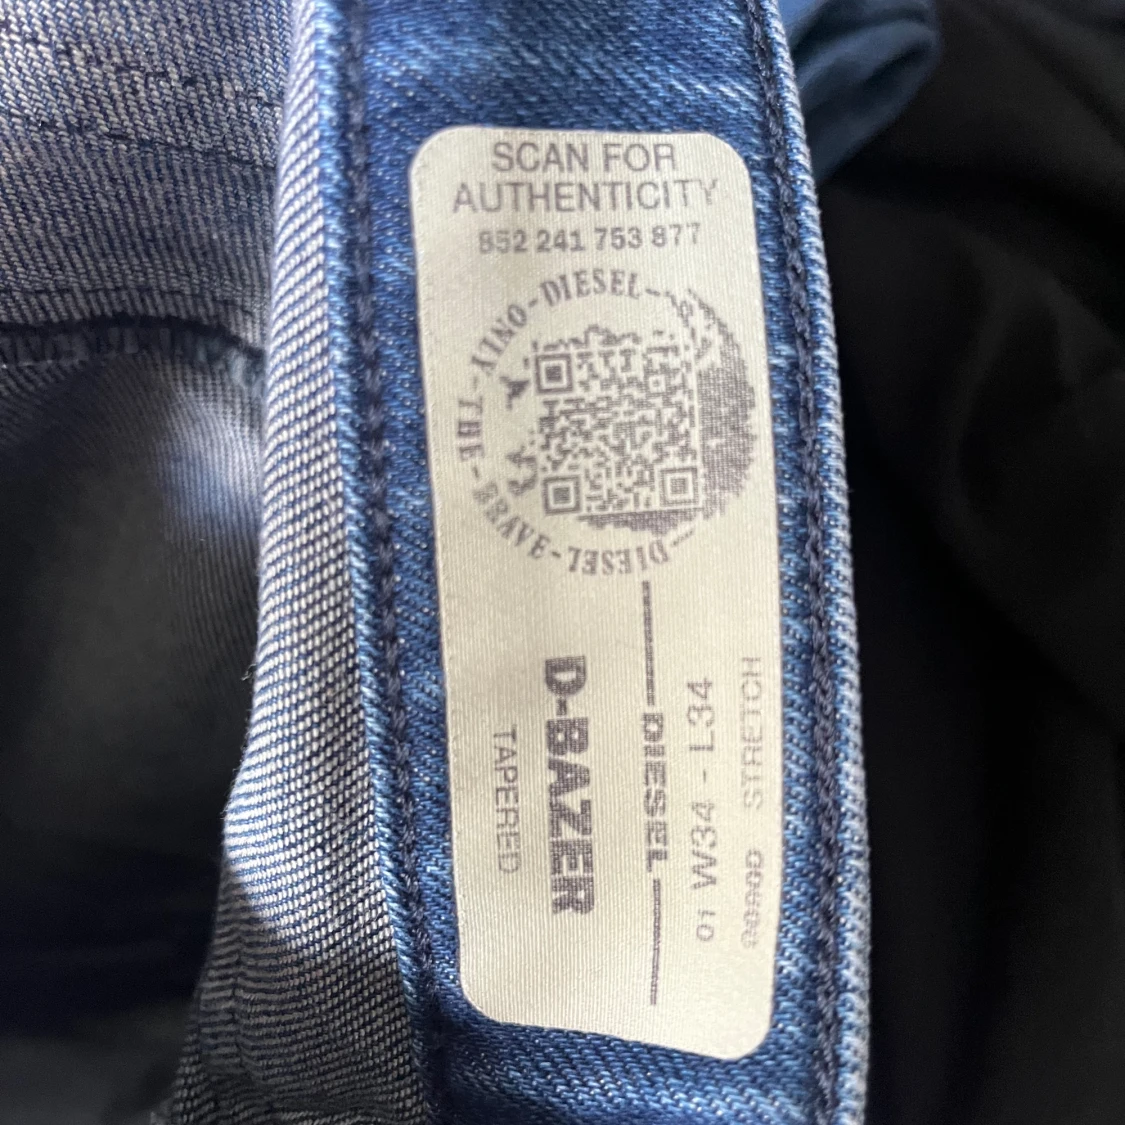 SCAN FOR
AUTHENTICITY
852 241 753 877
ONLY-THE-BRAVE-DIESEL
DIESEL
D-BAZER
TAPERED
DIESEL
01 W34 - L34
STRETCH